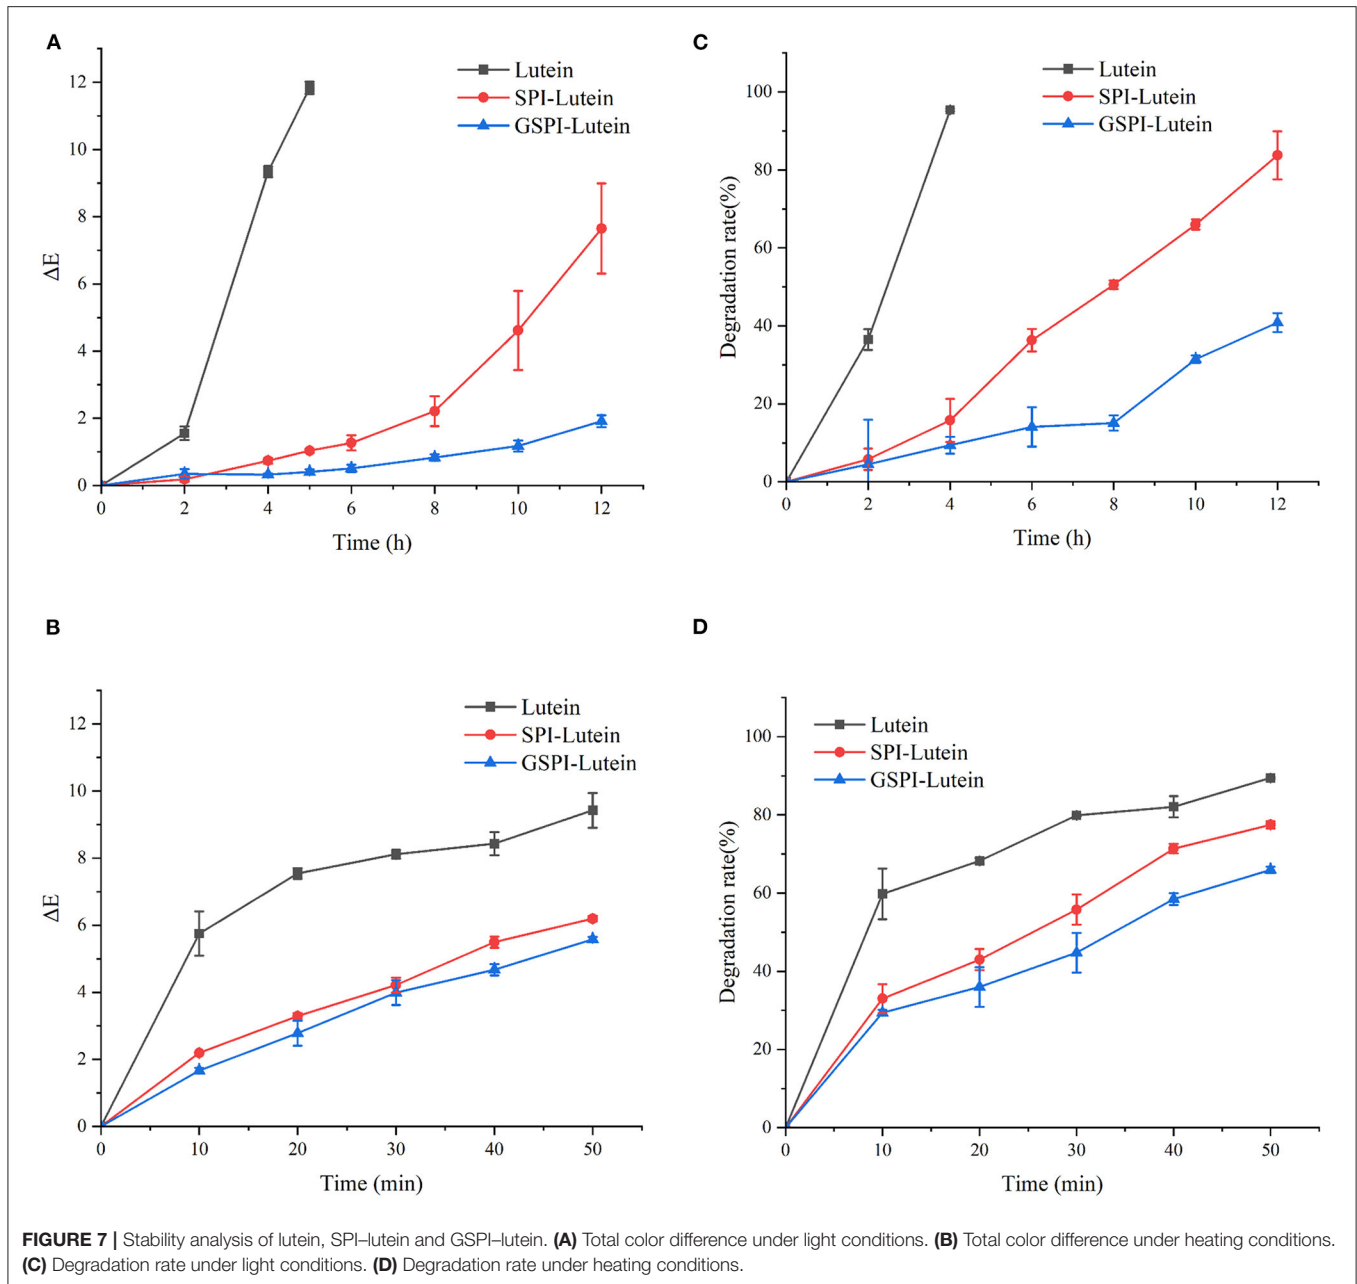 A
12
10
8
6
4
2
0
ΔE
0 2 4 6 8 10 12
Time (h)
Lutein
SPI-Lutein
GSPI-Lutein
C
100
80
60
40
20
0
Degradation rate(%)
0 2 4 6 8 10 12
Time (h)
Lutein
SPI-Lutein
GSPI-Lutein
B
12
10
8
6
4
2
0
ΔE
0 10 20 30 40 50
Time (min)
Lutein
SPI-Lutein
GSPI-Lutein
D
100
80
60
40
20
0
Degradation rate(%)
0 10 20 30 40 50
Time (min)
Lutein
SPI-Lutein
GSPI-Lutein
FIGURE 7 | Stability analysis of lutein, SPI–lutein and GSPI–lutein. (A) Total color difference under light conditions. (B) Total color difference under heating conditions.
(C) Degradation rate under light conditions. (D) Degradation rate under heating conditions.